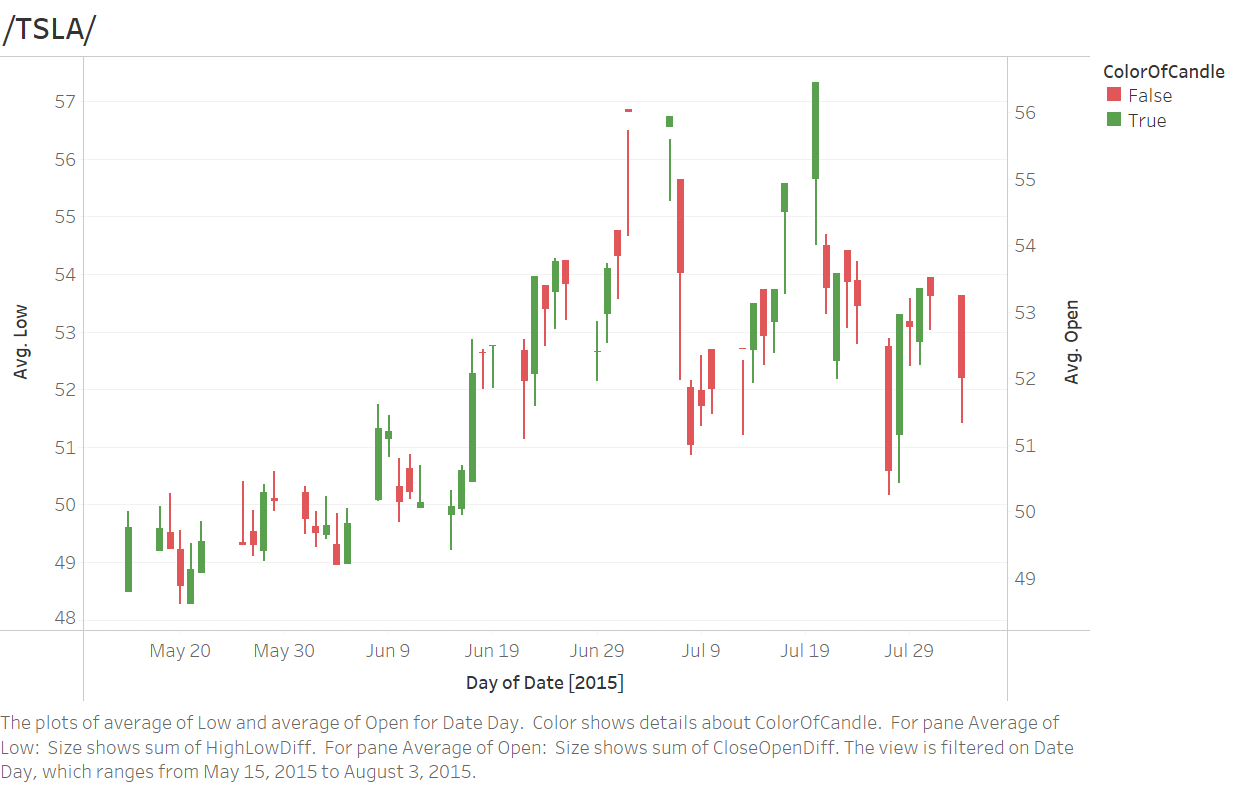 /TSLA/
ColorOfCandle
False
True
57
56
55
54
53
52
51
50
49
48
Avg. Low
56
55
54
53
52
51
50
49
Avg. Open
May 20
May 30
Jun 9
Jun 19
Jun 29
Jul 9
Jul 19
Jul 29
Day of Date [2015]
The plots of average of Low and average of Open for Date Day.  Color shows details about ColorOfCandle.  For pane Average of
Low:  Size shows sum of HighLowDiff.  For pane Average of Open:  Size shows sum of CloseOpenDiff. The view is filtered on Date
Day, which ranges from May 15, 2015 to August 3, 2015.